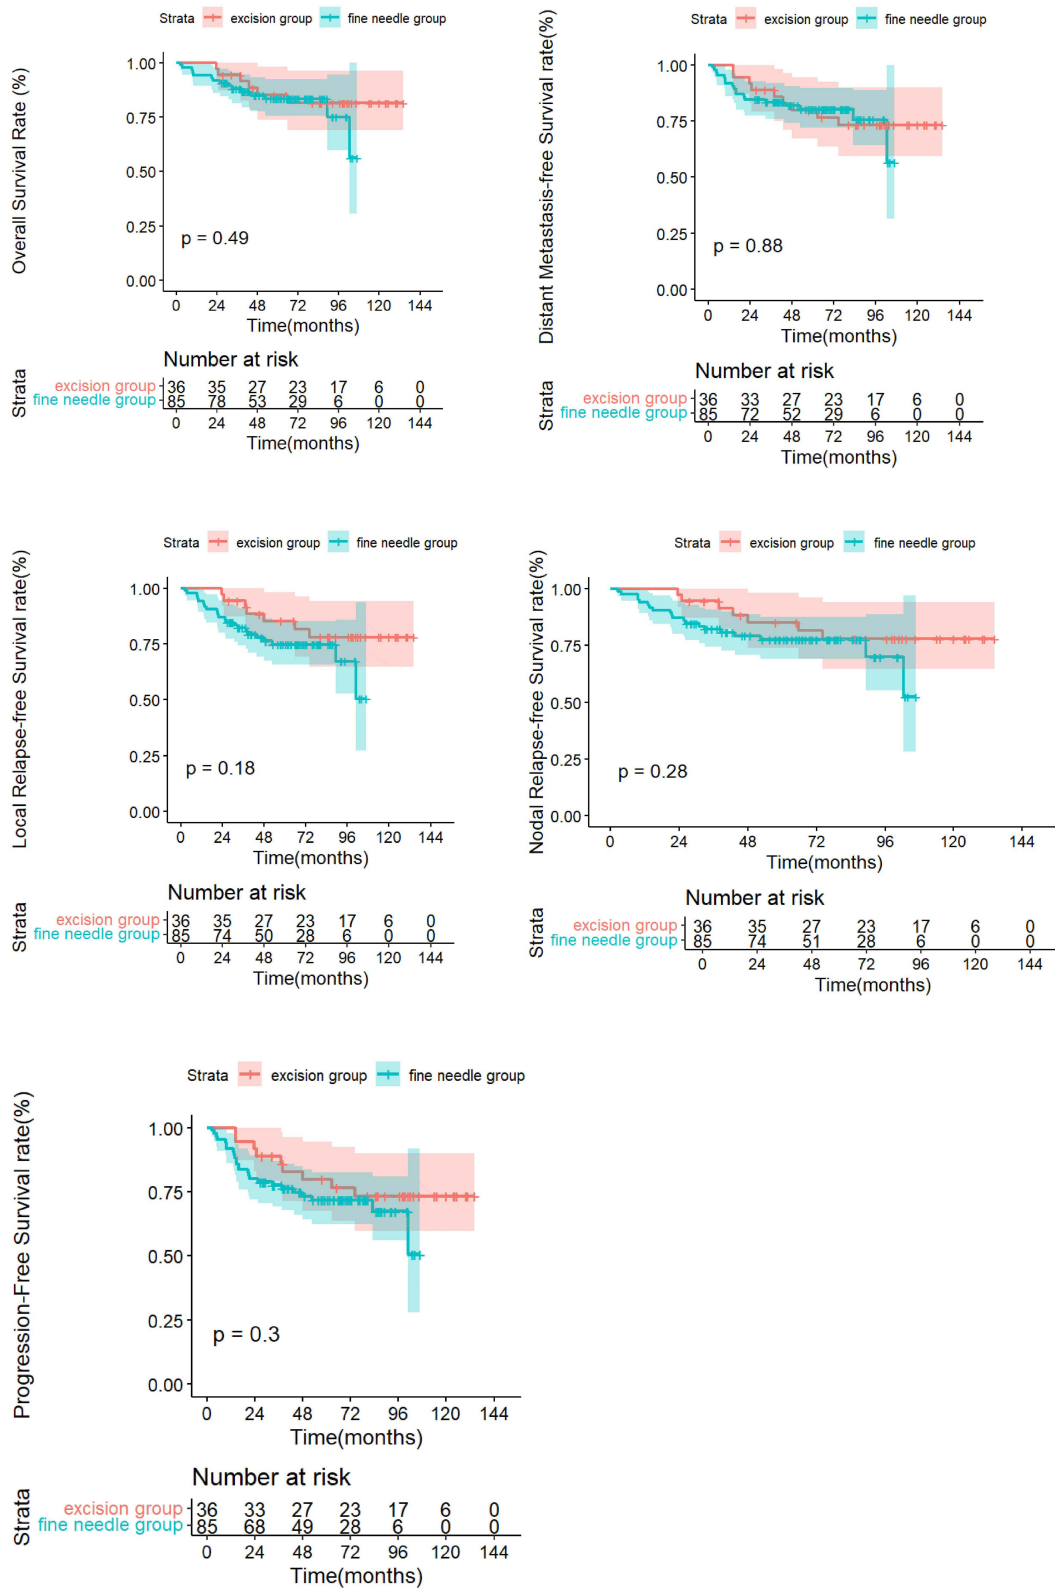 Strata excision group fine needle group
Overall Survival Rate (%)
1.00
0.75
0.50
0.25
0.00
p = 0.49
0 24 48 72 96 120 144
Time(months)
Number at risk
Strata
excision group 36 35 27 23 17 6 0
fine needle group 85 78 53 29 6 0 0
0 24 48 72 96 120 144
Time(months)
Strata excision group fine needle group
Distant Metastasis-free Survival rate(%)
1.00
0.75
0.50
0.25
0.00
p = 0.88
0 24 48 72 96 120 144
Time(months)
Number at risk
Strata
excision group 36 33 27 23 17 6 0
fine needle group 85 72 52 29 6 0 0
0 24 48 72 96 120 144
Time(months)
Strata excision group fine needle group
Local Relapse-free Survival rate(%)
1.00
0.75
0.50
0.25
0.00
p = 0.18
0 24 48 72 96 120 144
Time(months)
Number at risk
Strata
excision group 36 35 27 23 17 6 0
fine needle group 85 74 50 28 6 0 0
0 24 48 72 96 120 144
Time(months)
Strata excision group fine needle group
Nodal Relapse-free Survival rate(%)
1.00
0.75
0.50
0.25
0.00
p = 0.28
0 24 48 72 96 120 144
Time(months)
Number at risk
Strata
excision group 36 35 27 23 17 6 0
fine needle group 85 74 51 28 6 0 0
0 24 48 72 96 120 144
Time(months)
Strata excision group fine needle group
Progression-Free Survival rate(%)
1.00
0.75
0.50
0.25
0.00
p = 0.3
0 24 48 72 96 120 144
Time(months)
Number at risk
Strata
excision group 36 33 27 23 17 6 0
fine needle group 85 68 49 28 6 0 0
0 24 48 72 96 120 144
Time(months)